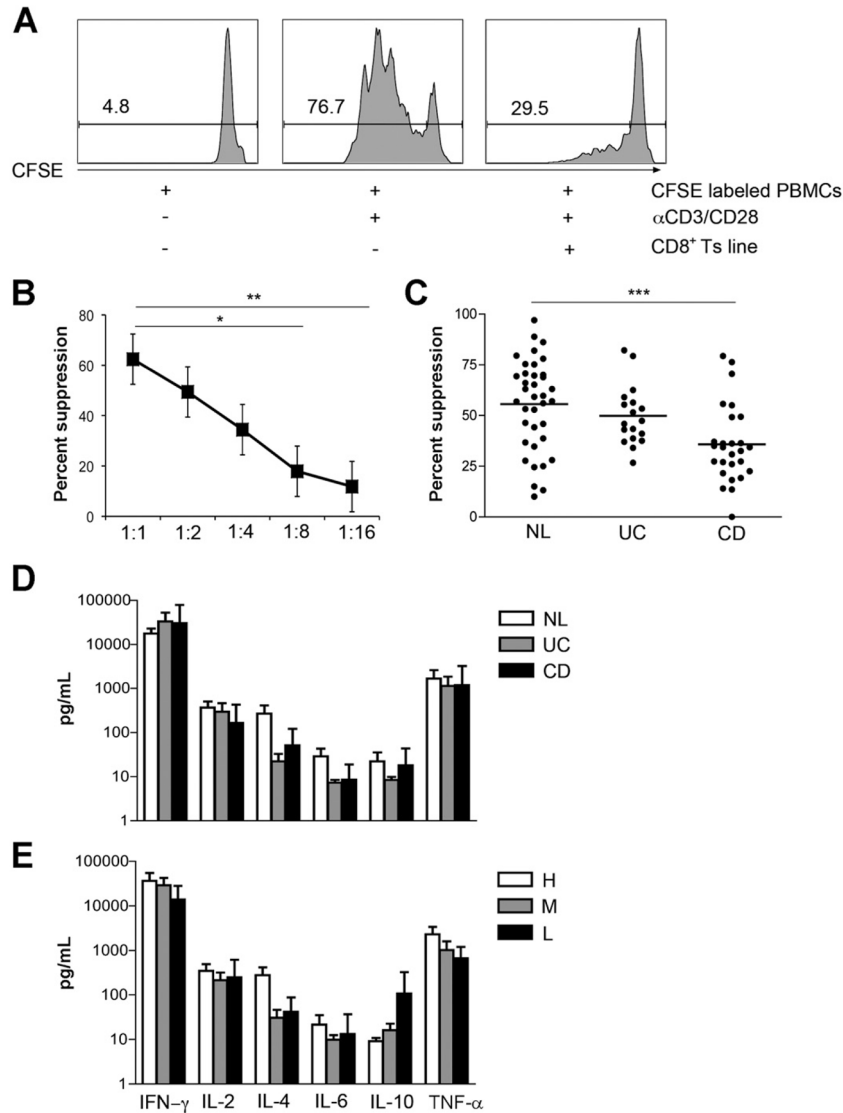 A
4.8
76.7
29.5
CFSE
+ + + CFSE labeled PBMCs
- + + αCD3/CD28
- - + CD8+ Ts line
B
Percent suppression
80
60
40
20
0
**
*
1:1 1:2 1:4 1:8 1:16
C
Percent suppression
100
75
50
25
0
***
NL UC CD
D
pg/mL
100000
10000
1000
100
10
1
NL
UC
CD
E
pg/mL
100000
10000
1000
100
10
1
H
M
L
IFN–γ IL-2 IL-4 IL-6 IL-10 TNF-α